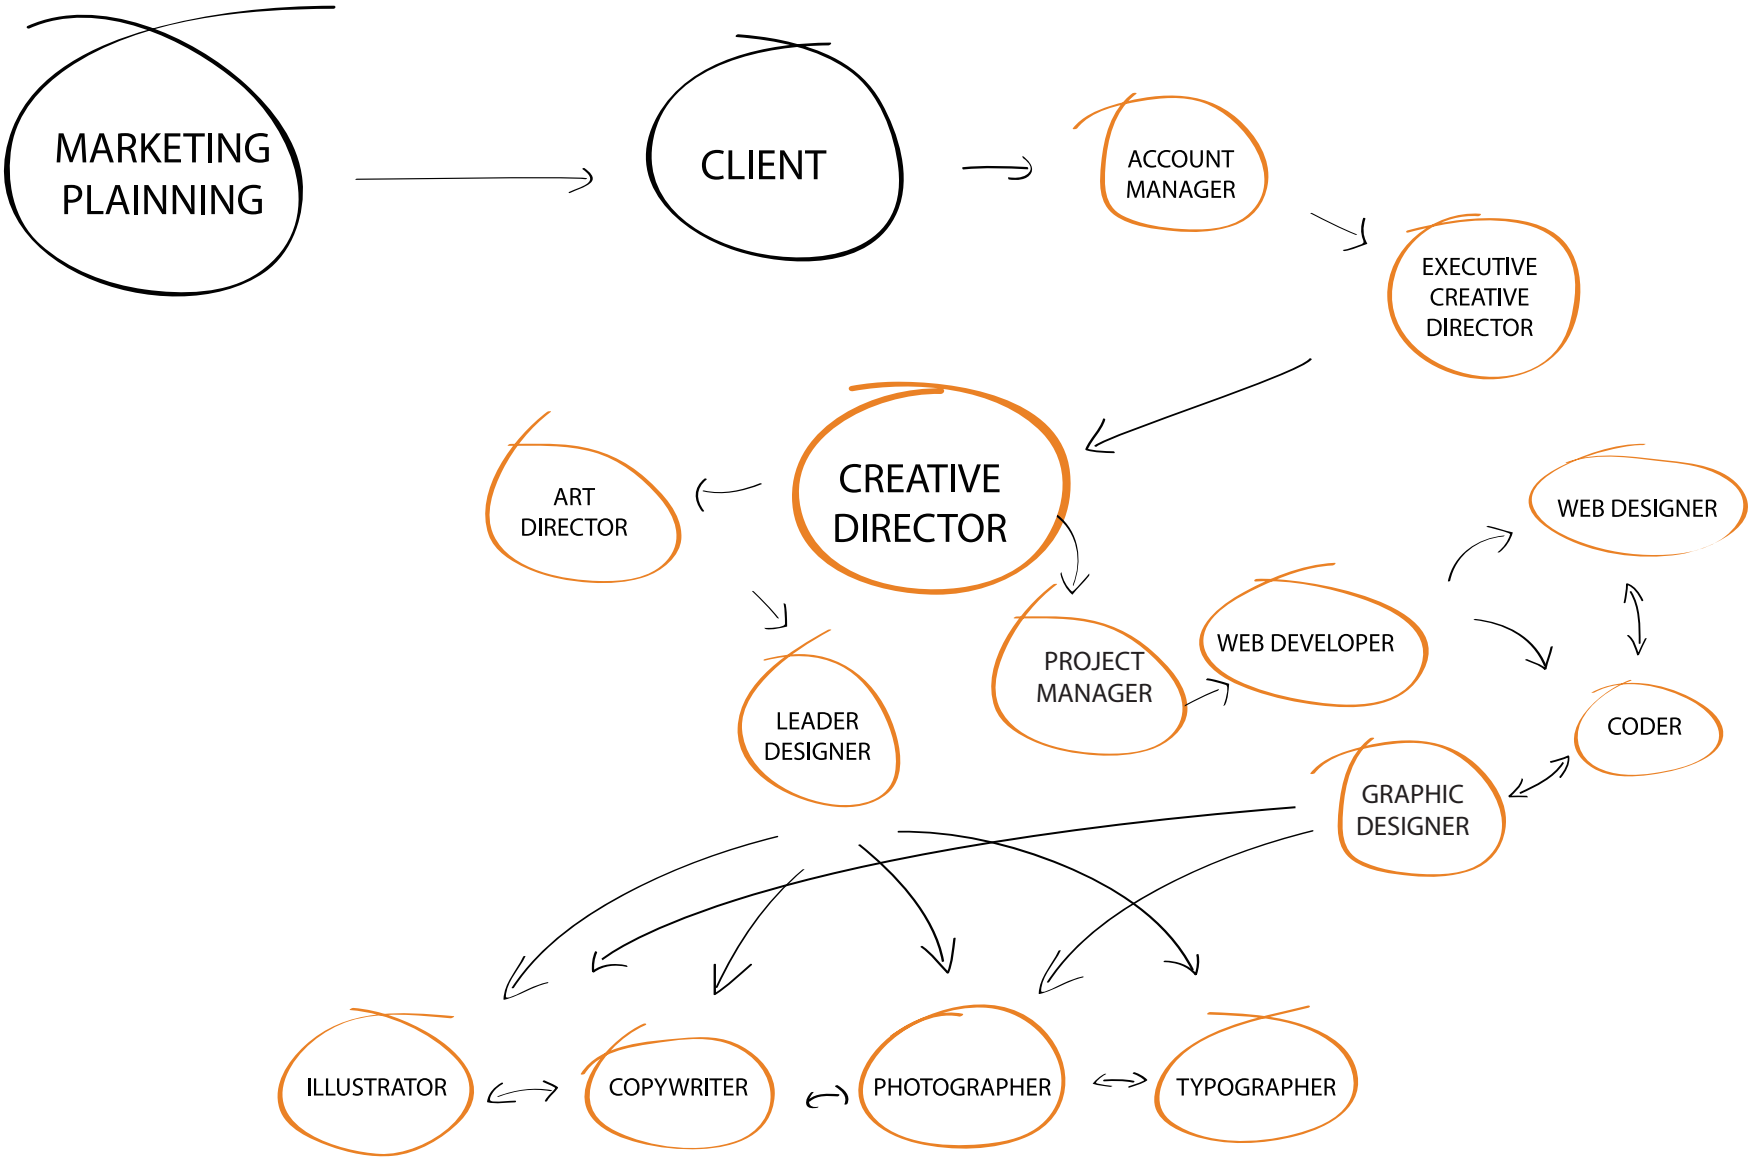 MARKETING
PLAINNING
CLIENT
ACCOUNT
MANAGER
EXECUTIVE
CREATIVE
DIRECTOR
CREATIVE
DIRECTOR
ART
DIRECTOR
WEB DESIGNER
WEB DEVELOPER
PROJECT
MANAGER
LEADER
DESIGNER
CODER
GRAPHIC
DESIGNER
ILLUSTRATOR
COPYWRITER
PHOTOGRAPHER
TYPOGRAPHER